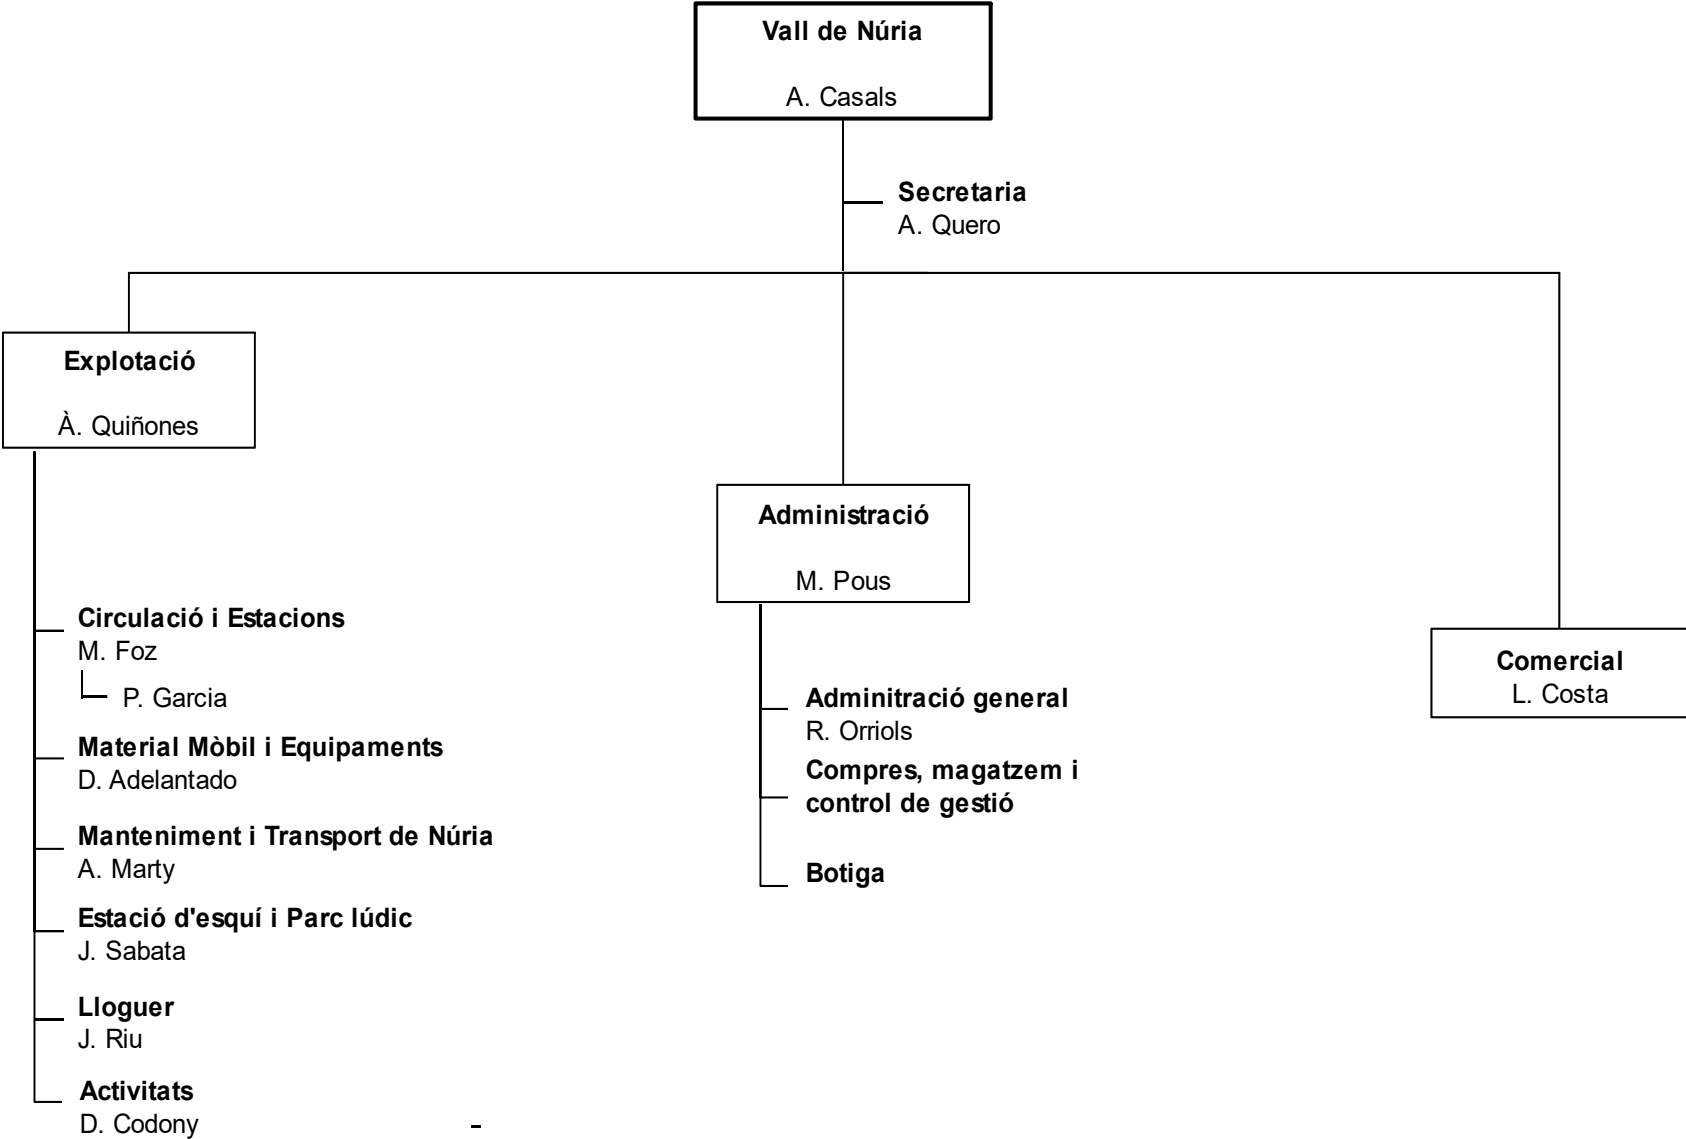 Vall de Núria
A. Casals
Secretaria
A. Quero
Explotació
À. Quiñones
Circulació i Estacions
M. Foz
P. Garcia
Material Mòbil i Equipaments
D. Adelantado
Manteniment i Transport de Núria
A. Marty
Estació d'esquí i Parc lúdic
J. Sabata
Lloguer
J. Riu
Activitats
D. Codony
-
Administració
M. Pous
Adminitració general
R. Orriols
Compres, magatzem i
control de gestió
Botiga
Comercial
L. Costa